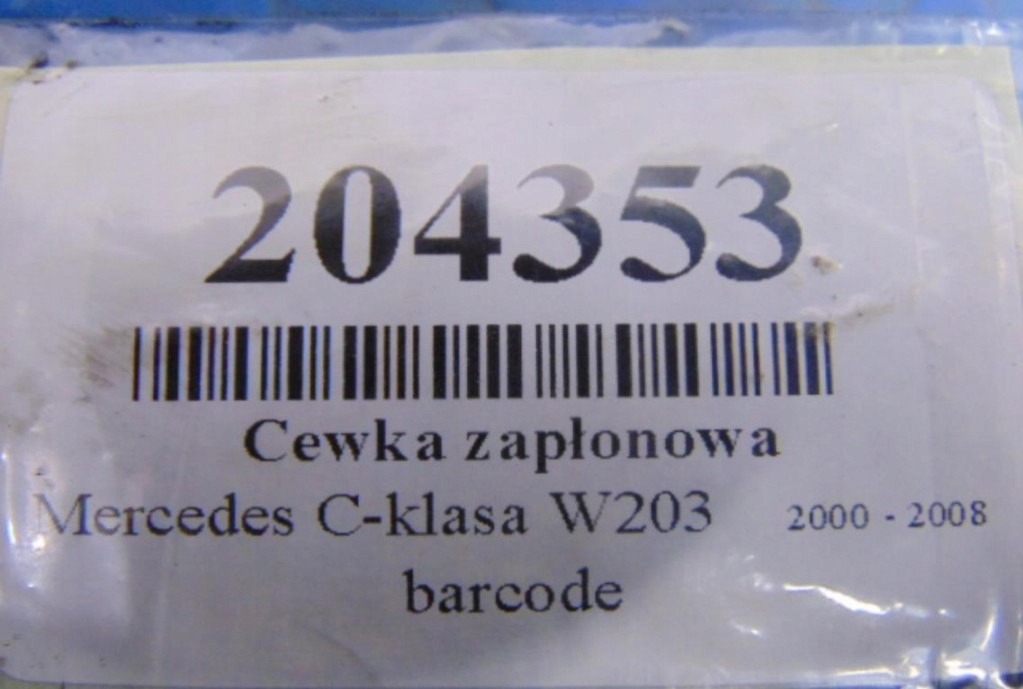 204353
Cewka zapłonowa
Mercedes C-klasa W203 2000 - 2008
barcode